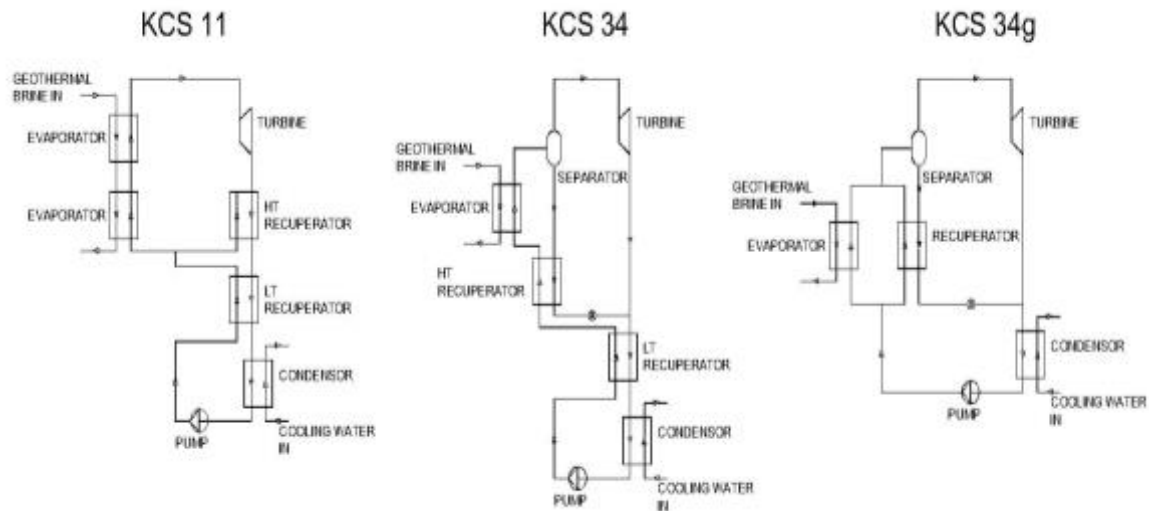 KCS 11
GEOTHERMAL
BRINE IN
EVAPORATOR
TURBINE
EVAPORATOR
HT
RECUPERATOR
LT
RECUPERATOR
CONDENSOR
PUMP
COOLING WATER
IN
KCS 34
TURBINE
GEOTHERMAL
BRINE IN
SEPARATOR
EVAPORATOR
HT
RECUPERATOR
LT
RECUPERATOR
CONDENSOR
PUMP
COOLING WATER
IN
KCS 34g
TURBINE
SEPARATOR
GEOTHERMAL
BRINE IN
RECUPERATOR
EVAPORATOR
CONDENSOR
PUMP
COOLING WATER
IN